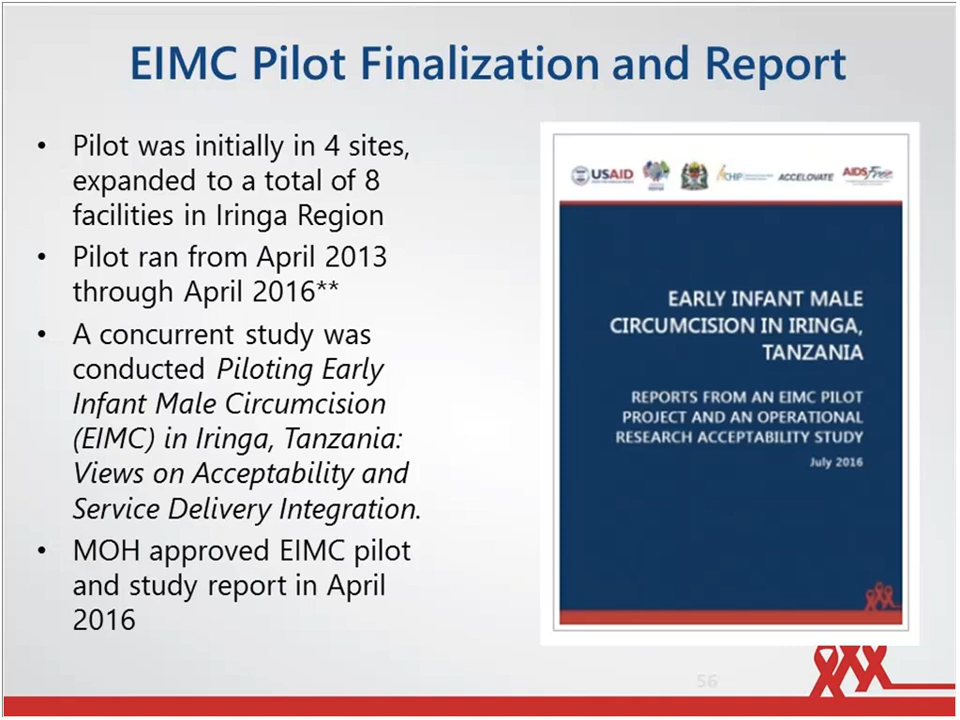 EIMC Pilot Finalization and Report
• Pilot was initially in 4 sites,
expanded to a total of 8
facilities in Iringa Region
• Pilot ran from April 2013
through April 2016**
• A concurrent study was
conducted Piloting Early
Infant Male Circumcision
(EIMC) in Iringa, Tanzania:
Views on Acceptability and
Service Delivery Integration.
• MOH approved EIMC pilot
and study report in April
2016
USAID
ACCELOVATE
AIDSFree
EARLY INFANT MALE
CIRCUMCISION IN IRINGA,
TANZANIA
REPORTS FROM AN EIMC PILOT
PROJECT AND AN OPERATIONAL
RESEARCH ACCEPTABILITY STUDY
July 2016
56